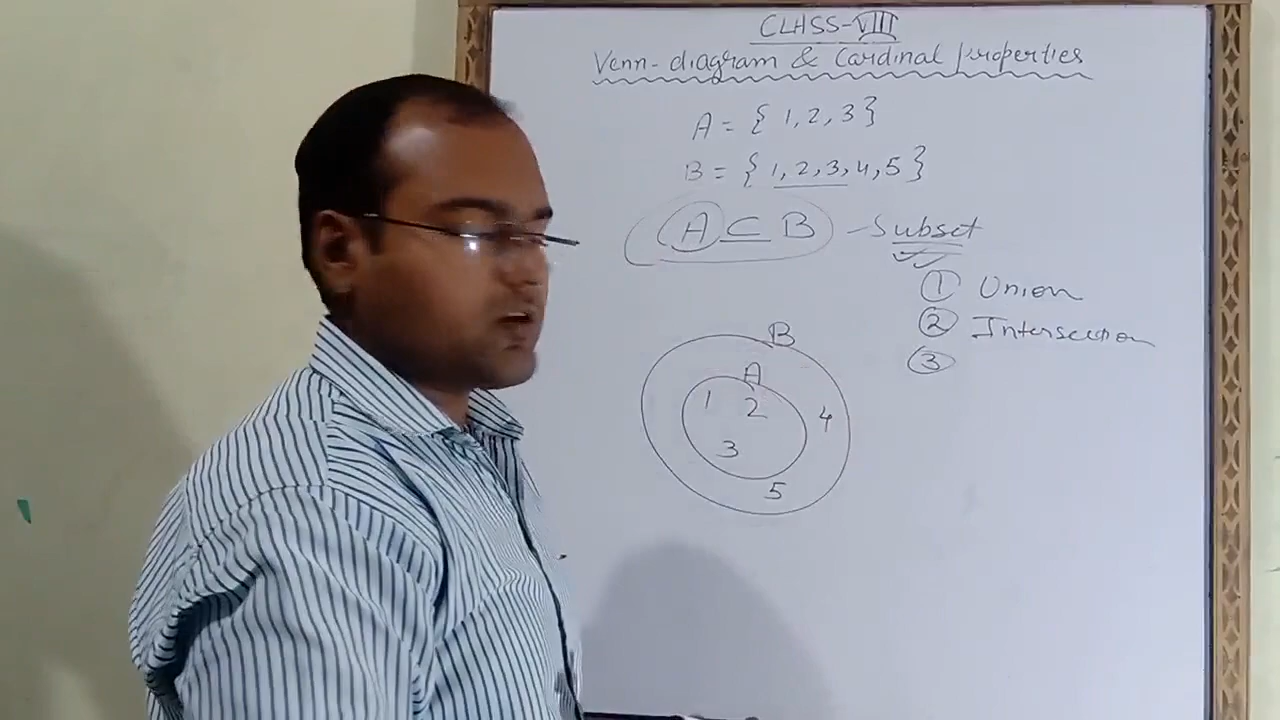 CLASS-VIII
Venn-diagram & Cardinal Properties
A = { 1, 2, 3 }
B = { 1, 2, 3, 4, 5 }
A ⊆ B - Subset
① Union
② Intersection
③
B
A
1 2
4
3
5